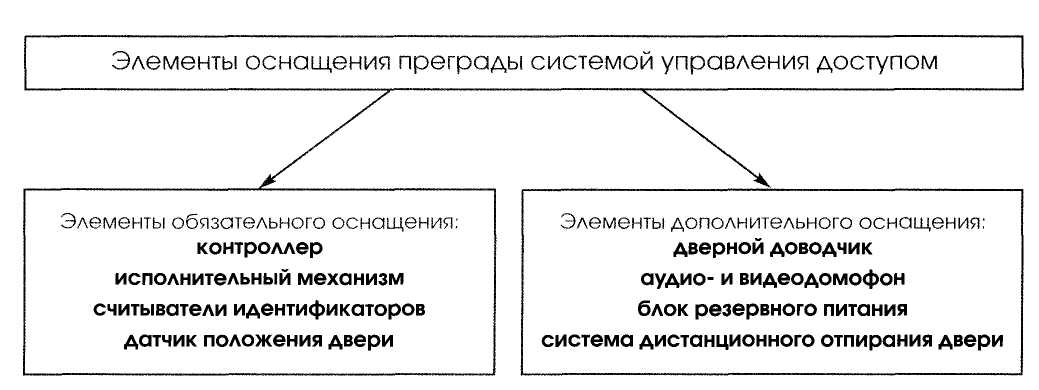 Элементы оснащения преграды системой управления доступом
Элементы обязательного оснащения:
контроллер
исполнительный механизм
считыватели идентификаторов
датчик положения двери
Элементы дополнительного оснащения:
дверной доводчик
аудио- и видеодомофон
блок резервного питания
система дистанционного отпирания двери